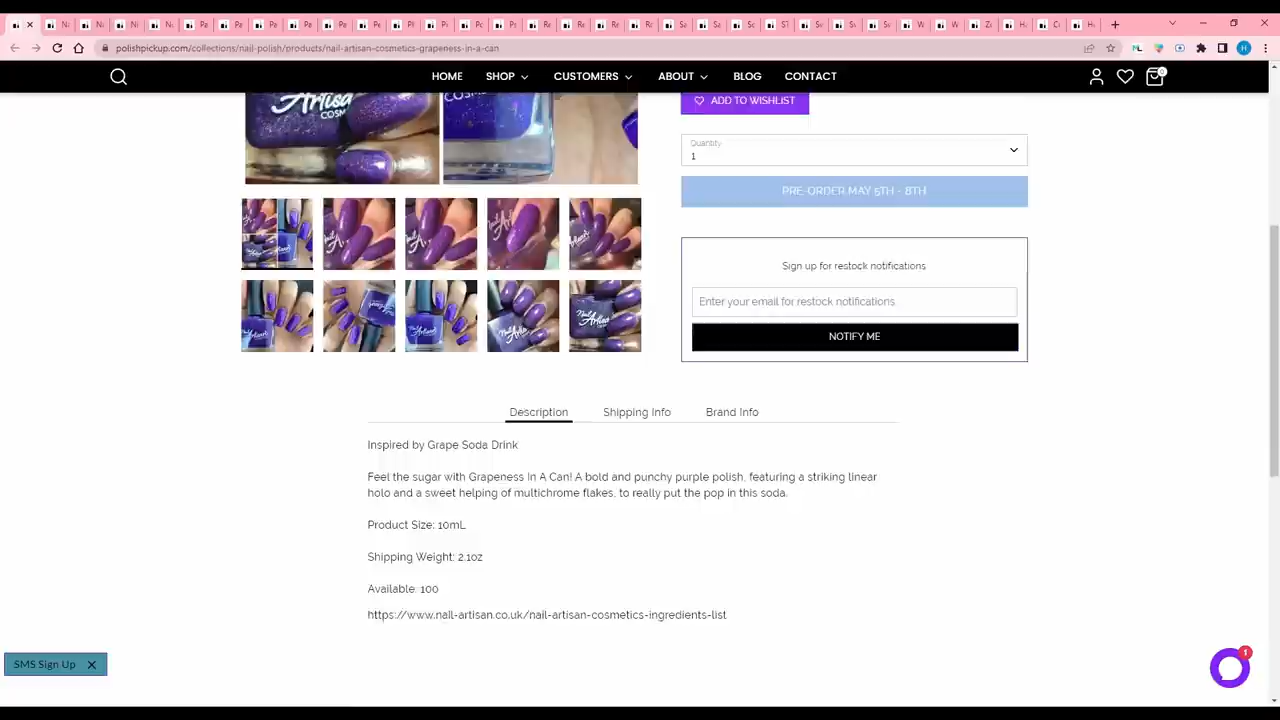 polishpickup.com/collections/nail-polish/products/nail-artisan-cosmetics-grapeness-in-a-can
HOME SHOP CUSTOMERS ABOUT BLOG CONTACT
0
ADD TO WISHLIST
Quantity
1
PRE-ORDER MAY 5TH - 8TH
Sign up for restock notifications
Enter your email for restock notifications
NOTIFY ME
Description Shipping Info Brand Info
Inspired by Grape Soda Drink
Feel the sugar with Grapeness In A Can! A bold and punchy purple polish, featuring a striking linear
holo and a sweet helping of multichrome flakes, to really put the pop in this soda.
Product Size: 10mL
Shipping Weight: 2.1oz
Available: 100
https://www.nail-artisan.co.uk/nail-artisan-cosmetics-ingredients-list
SMS Sign Up
1